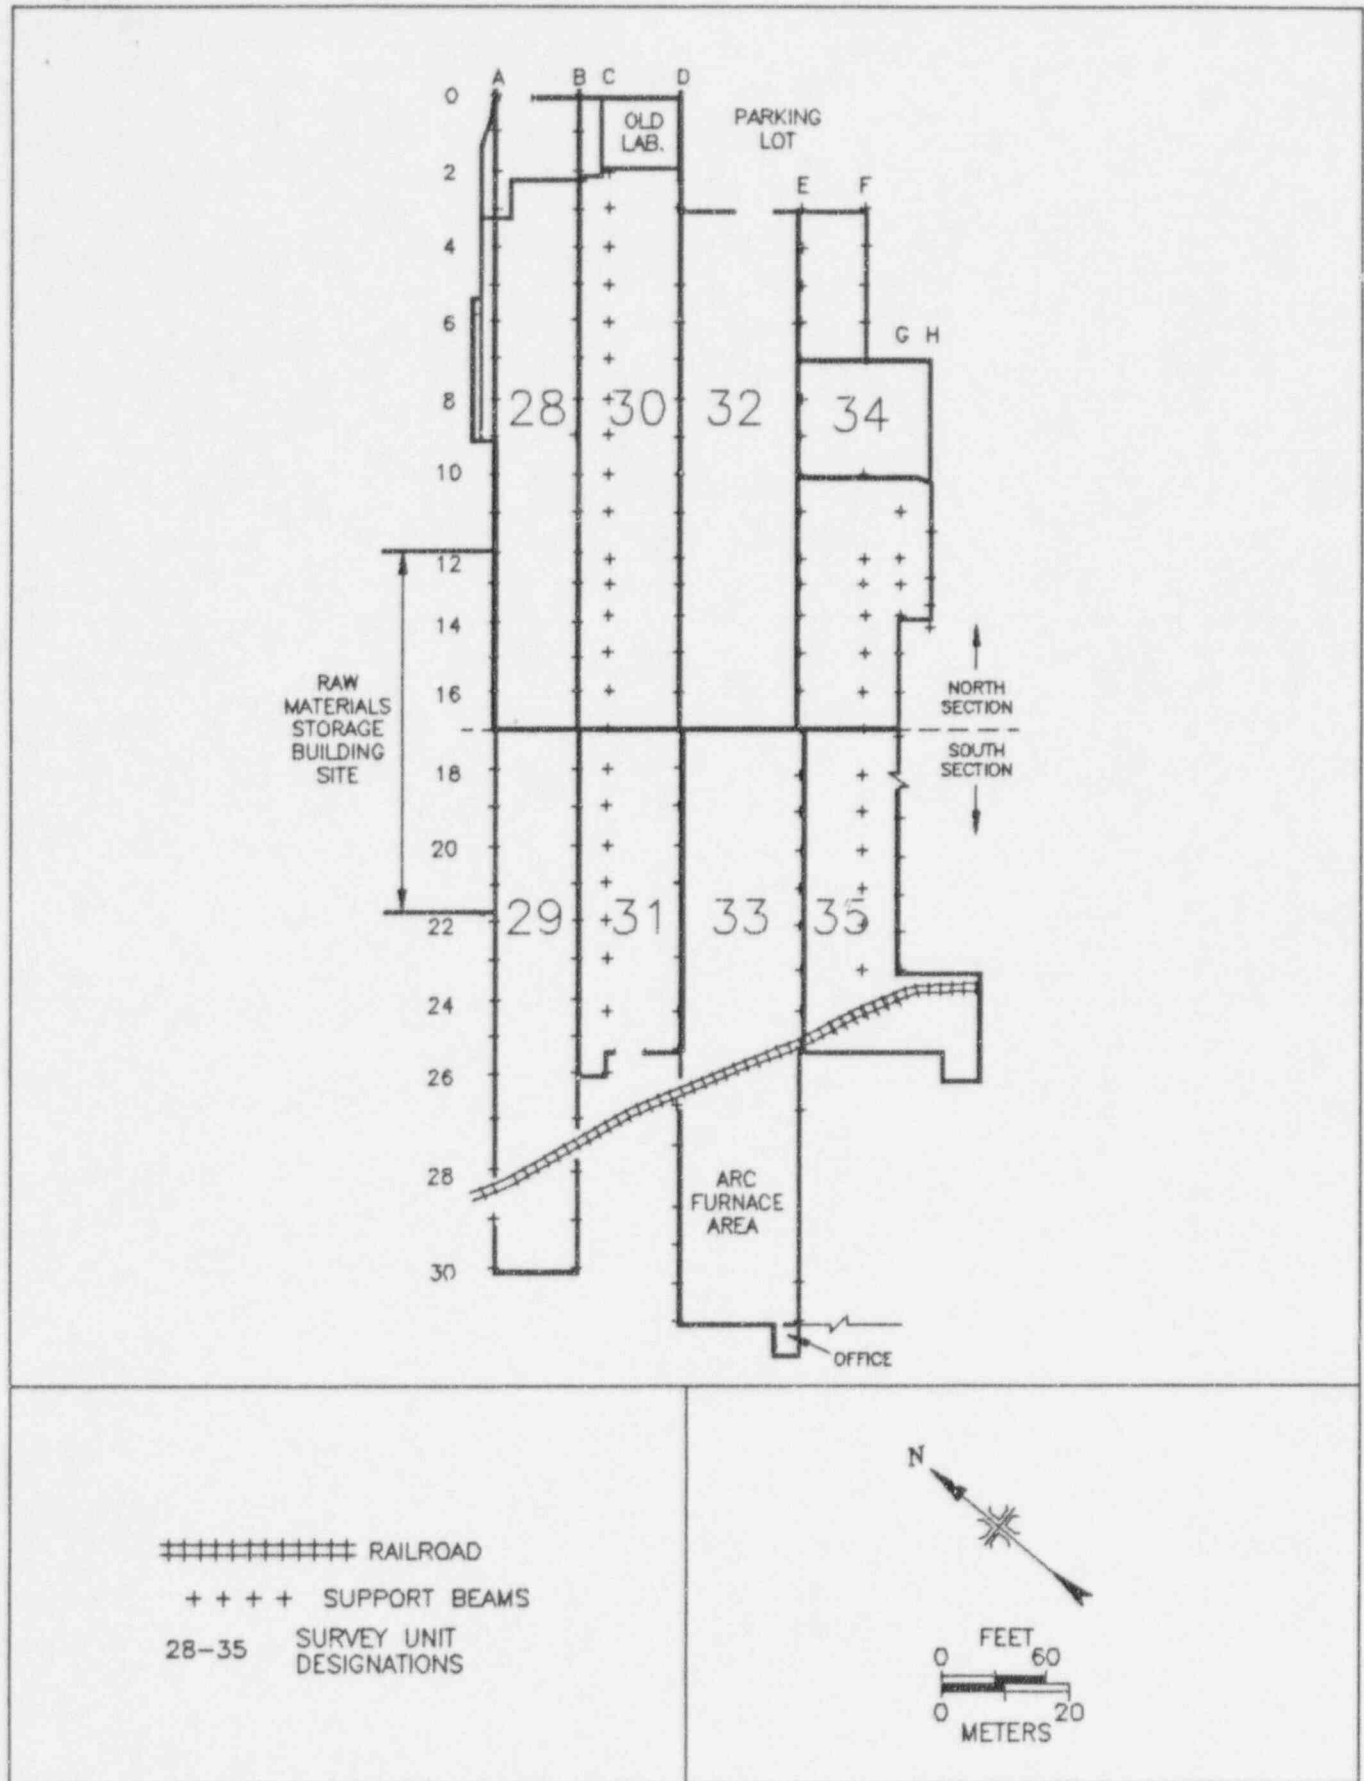 A B C D
0
OLD
LAB.
PARKING
LOT
2
E F
4
6
G H
8
28 30 32 34
10
12
14
RAW
MATERIALS
STORAGE
BUILDING
SITE
16
NORTH
SECTION
SOUTH
SECTION
18
20
22
29 31 33 35
24
26
28
ARC
FURNACE
AREA
30
OFFICE
RAILROAD
+ + + + SUPPORT BEAMS
28-35 SURVEY UNIT
DESIGNATIONS
N
FEET
0 60
0 20
METERS